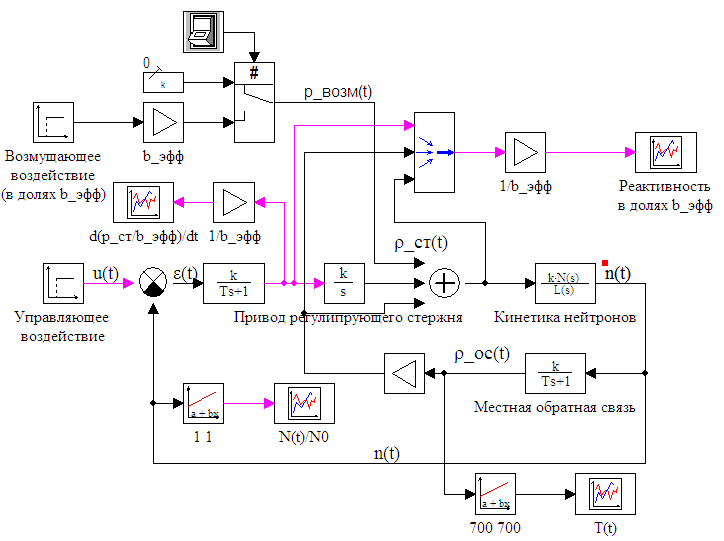 0
#
k
р_возм(t)
Возмущающее
воздействие
(в долях b_эфф)
b_эфф
1/b_эфф
Реактивность
в долях b_эфф
d(р_ст/b_эфф)/dt
1/b_эфф
ρ_ст(t)
u(t)
ε(t)
k
Ts+1
k
s
k·N(s)
L(s)
n(t)
Управляющее
воздействие
Привод регулипрующего стержня
Кинетика нейтронов
ρ_ос(t)
k
Ts+1
Местная обратная связь
a + bx
1 1
N(t)/N0
n(t)
a + bx
700 700
T(t)